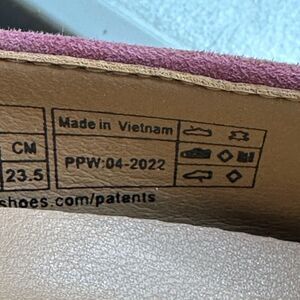 Made in Vietnam
CM
PPW:04-2022
23.5
shoes.com/patents